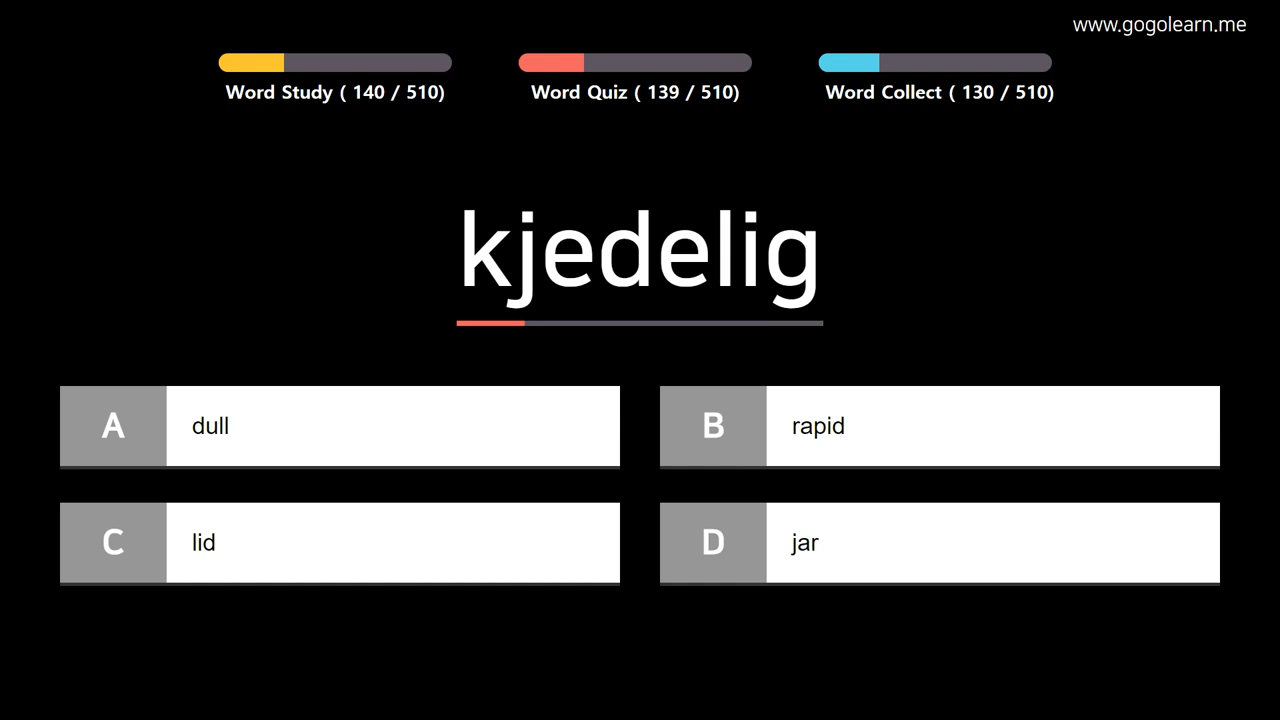 www.gogolearn.me
Word Study ( 140 / 510)
Word Quiz ( 139 / 510)
Word Collect ( 130 / 510)
kjedelig
A dull
B rapid
C lid
D jar